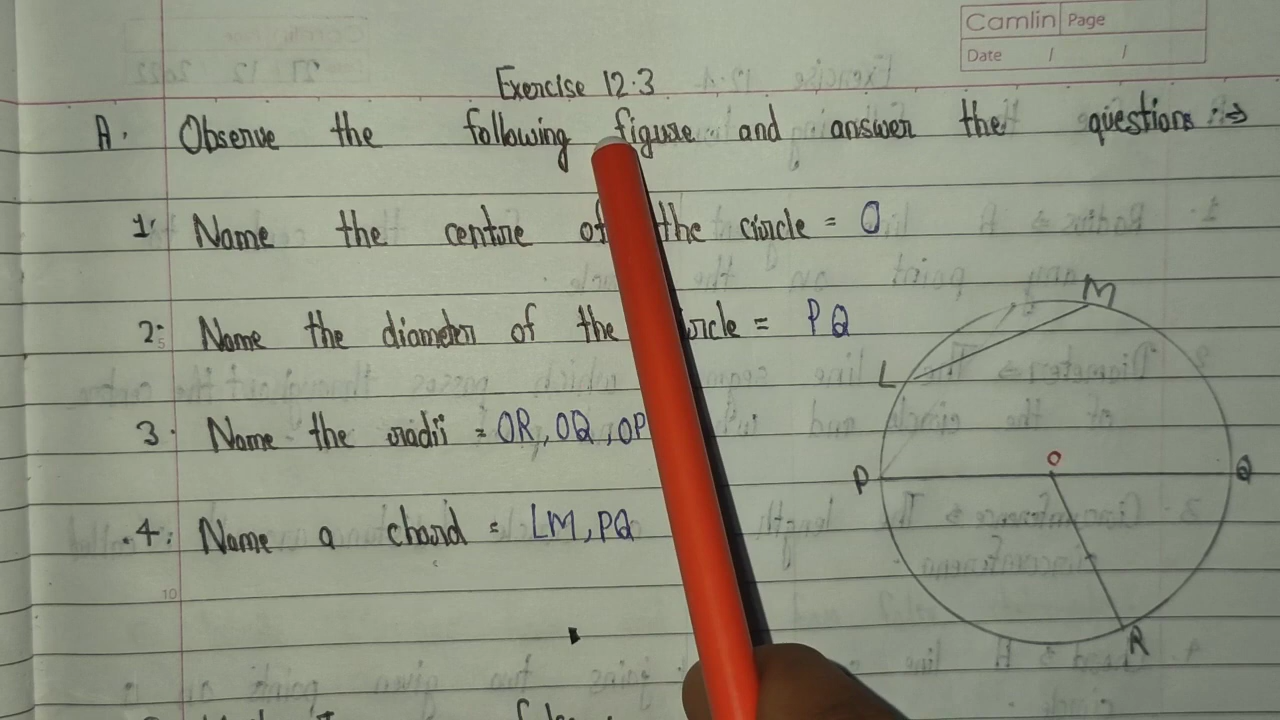 Camlin Page
Date / /
Exercise 12.3
A. Observe the following figure and answer the questions :⇒
1. Name the centre of the circle = O
2. Name the diameter of the circle = PQ
3. Name the radii = OR, OQ, OP
4. Name a chord = LM, PQ
10
M
L
O
P
Q
R